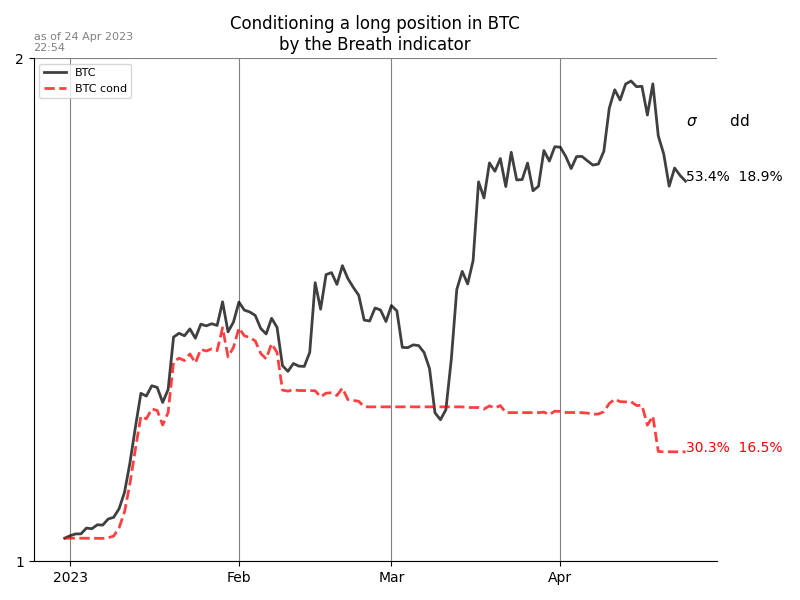 Conditioning a long position in BTC
by the Breath indicator
as of 24 Apr 2023
22:54
2
BTC
BTC cond
σ dd
53.4% 18.9%
30.3% 16.5%
1
2023 Feb Mar Apr